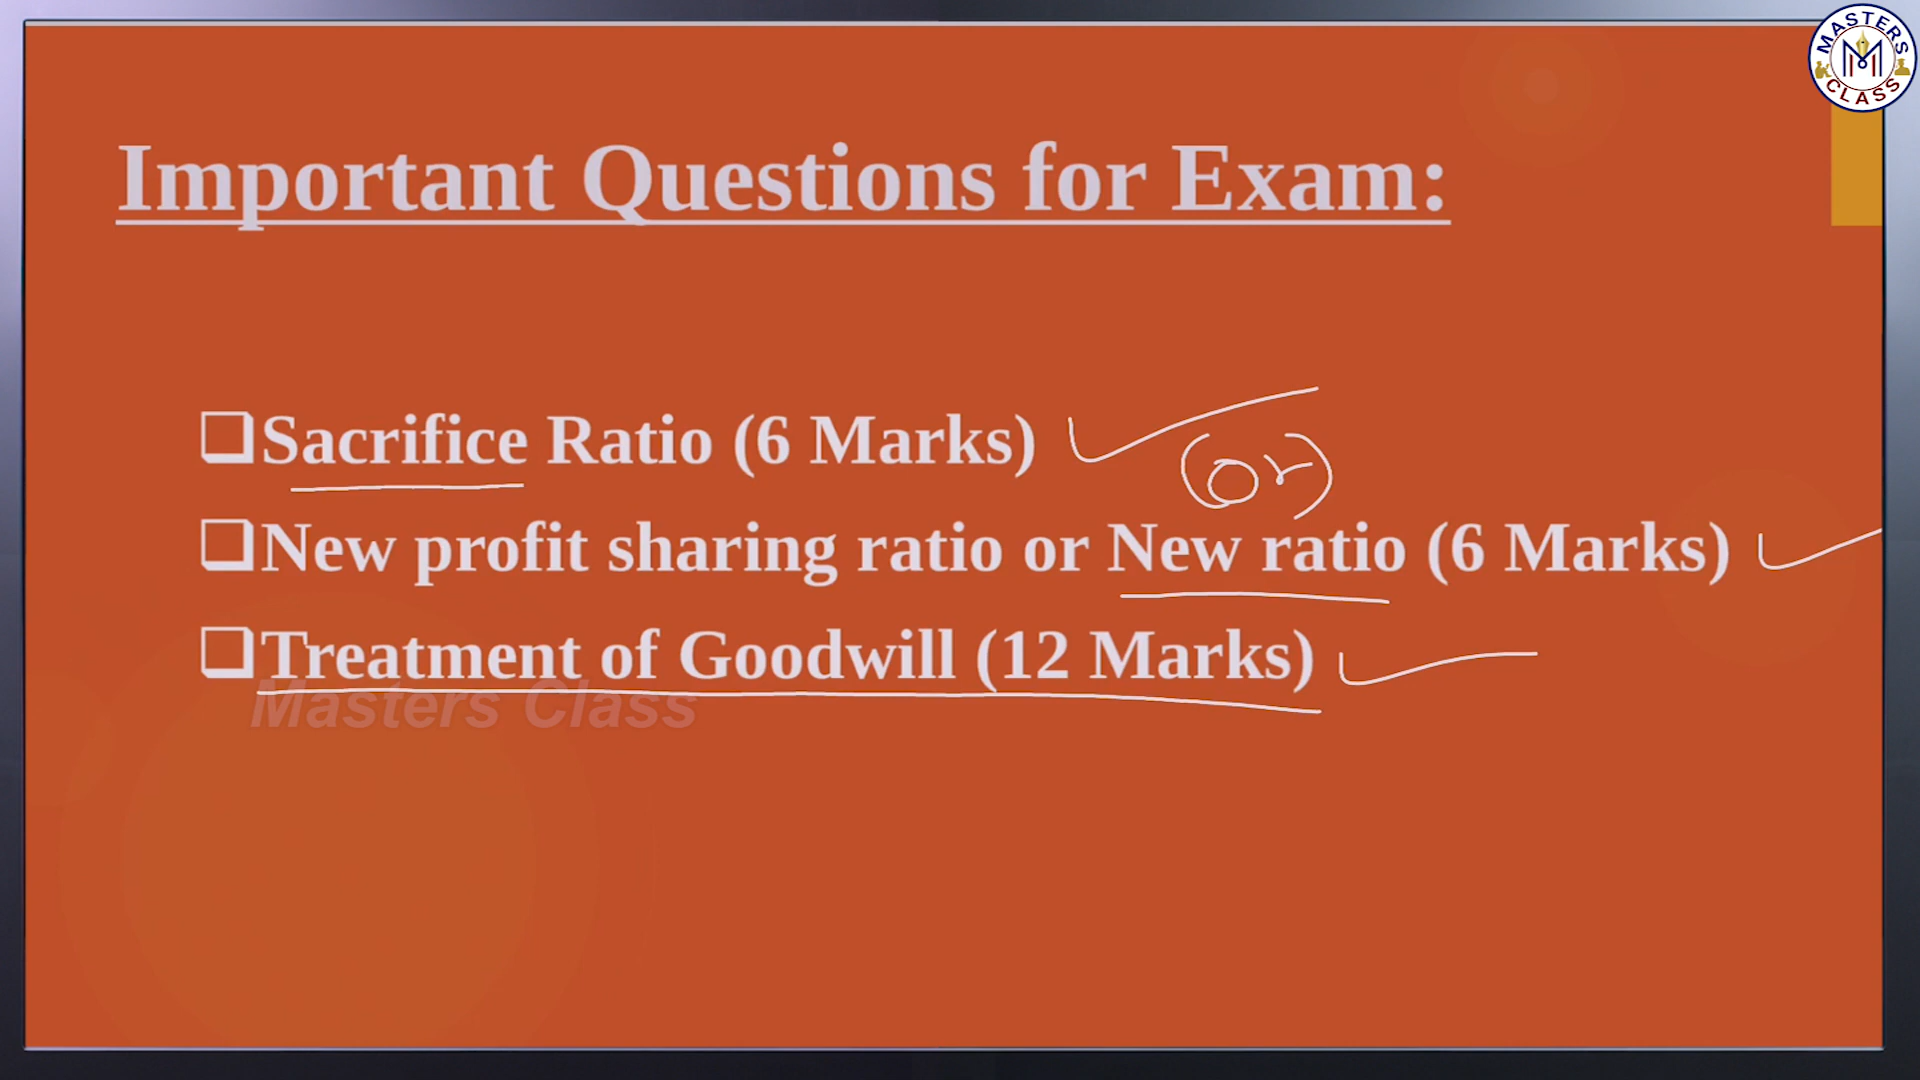 MASTERS
M
CLASS
Important Questions for Exam:
❑Sacrifice Ratio (6 Marks)
(or)
❑New profit sharing ratio or New ratio (6 Marks)
❑Treatment of Goodwill (12 Marks)
Masters Class